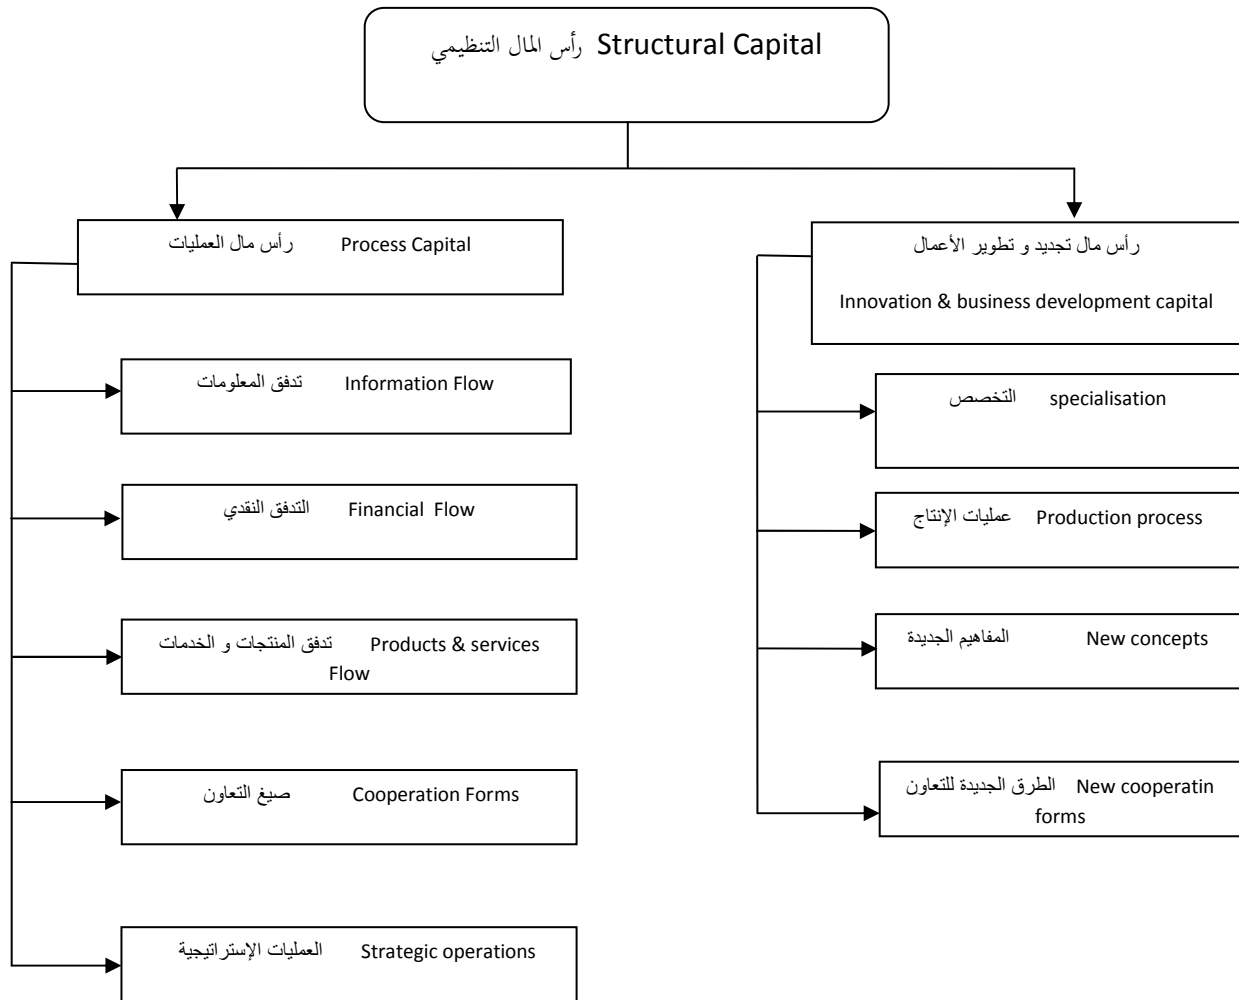 رأس المال التنظيمي Structural Capital
رأس مال العمليات Process Capital
تدفق المعلومات Information Flow
التدفق النقدي Financial Flow
تدفق المنتجات و الخدمات Products & services
Flow
صيغ التعاون Cooperation Forms
العمليات الإستراتيجية Strategic operations
رأس مال تجديد و تطوير الأعمال
Innovation & business development capital
التخصص specialisation
عمليات الإنتاج Production process
المفاهيم الجديدة New concepts
الطرق الجديدة للتعاون New cooperatin
forms